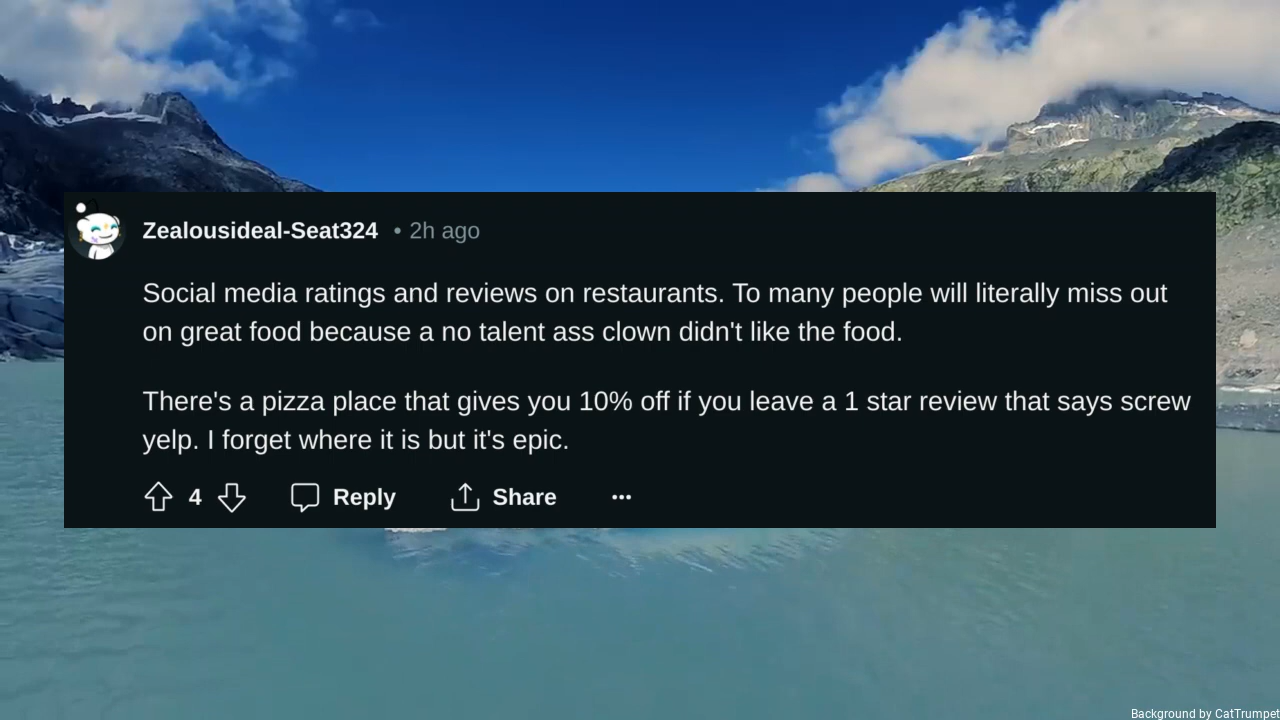 Zealousideal-Seat324 • 2h ago
Social media ratings and reviews on restaurants. To many people will literally miss out
on great food because a no talent ass clown didn't like the food.
There's a pizza place that gives you 10% off if you leave a 1 star review that says screw
yelp. I forget where it is but it's epic.
4 Reply Share ...
Background by CatTrumpet